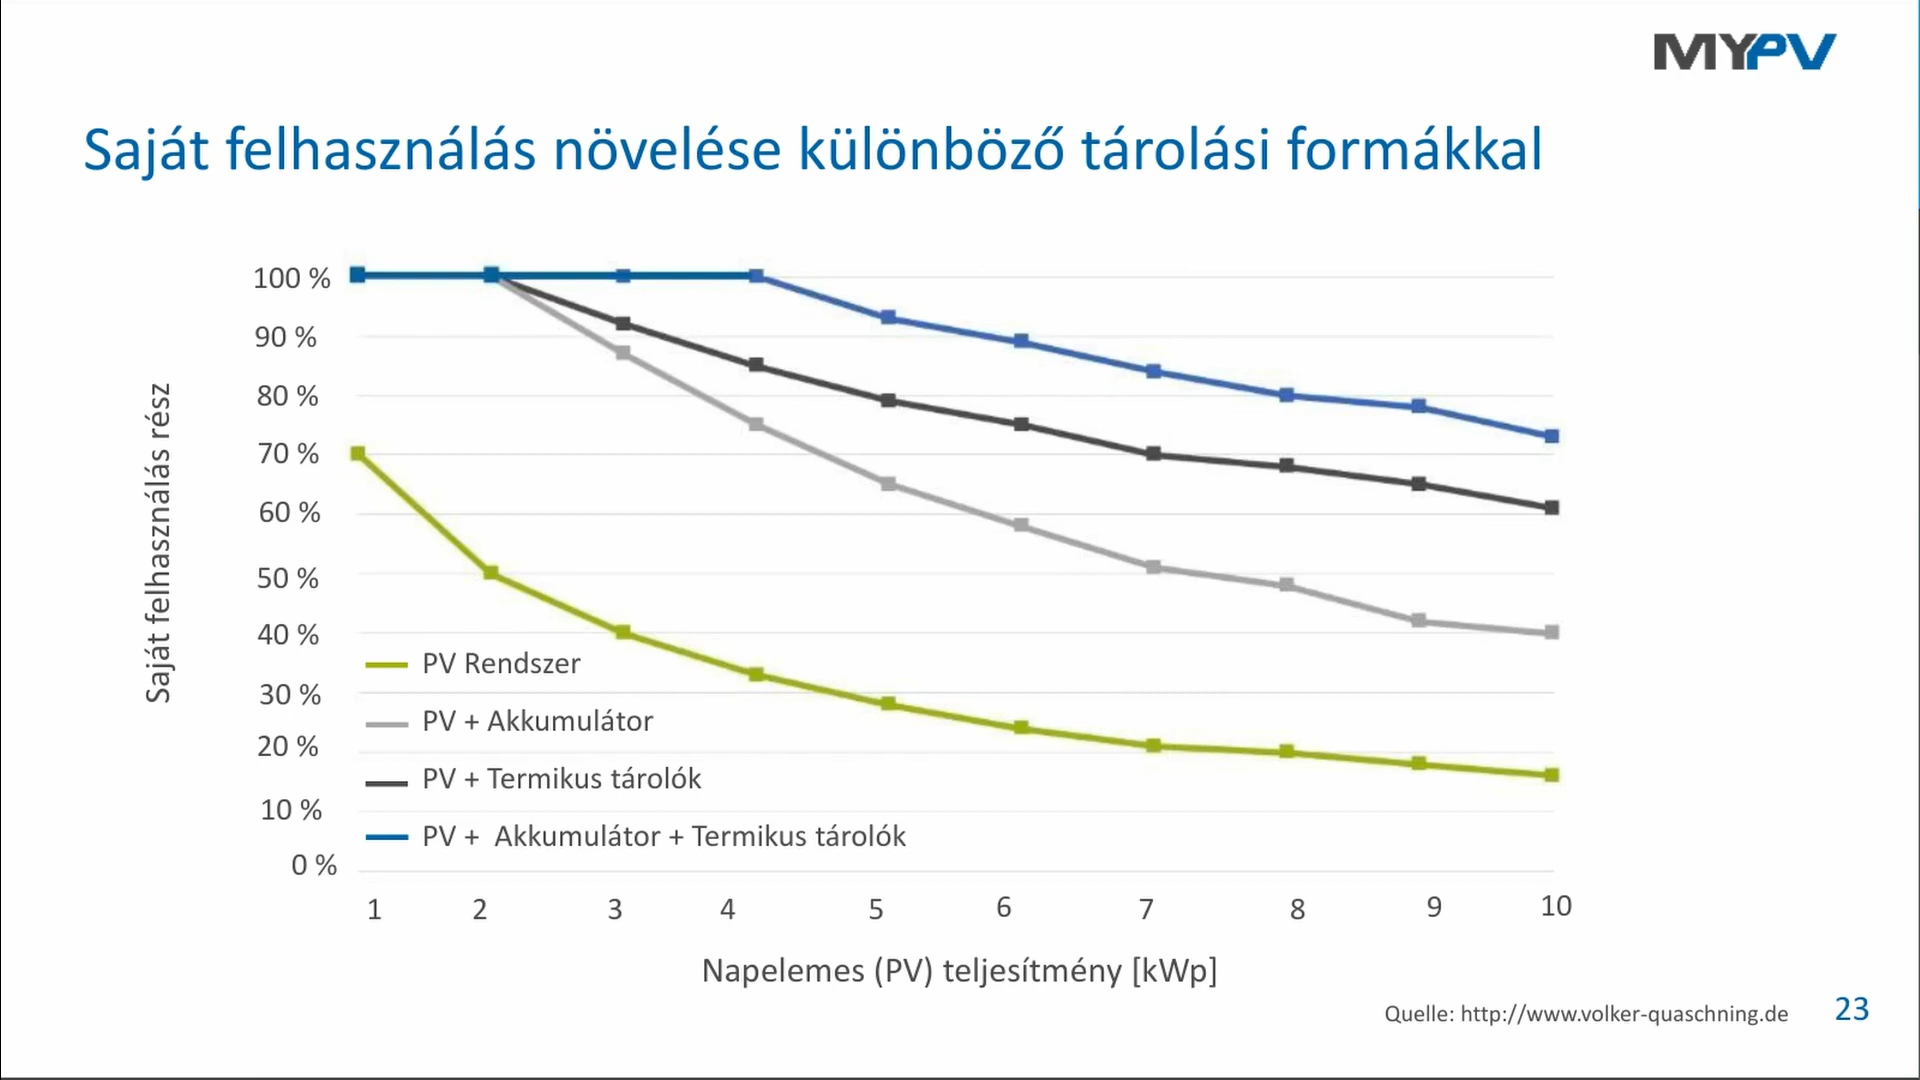 MYPV
Saját felhasználás növelése különböző tárolási formákkal
Saját felhasználás rész
100 %
90 %
80 %
70 %
60 %
50 %
40 %
30 %
20 %
10 %
0 %
PV Rendszer
PV + Akkumulátor
PV + Termikus tárolók
PV + Akkumulátor + Termikus tárolók
1 2 3 4 5 6 7 8 9 10
Napelemes (PV) teljesítmény [kWp]
Quelle: http://www.volker-quaschning.de
23